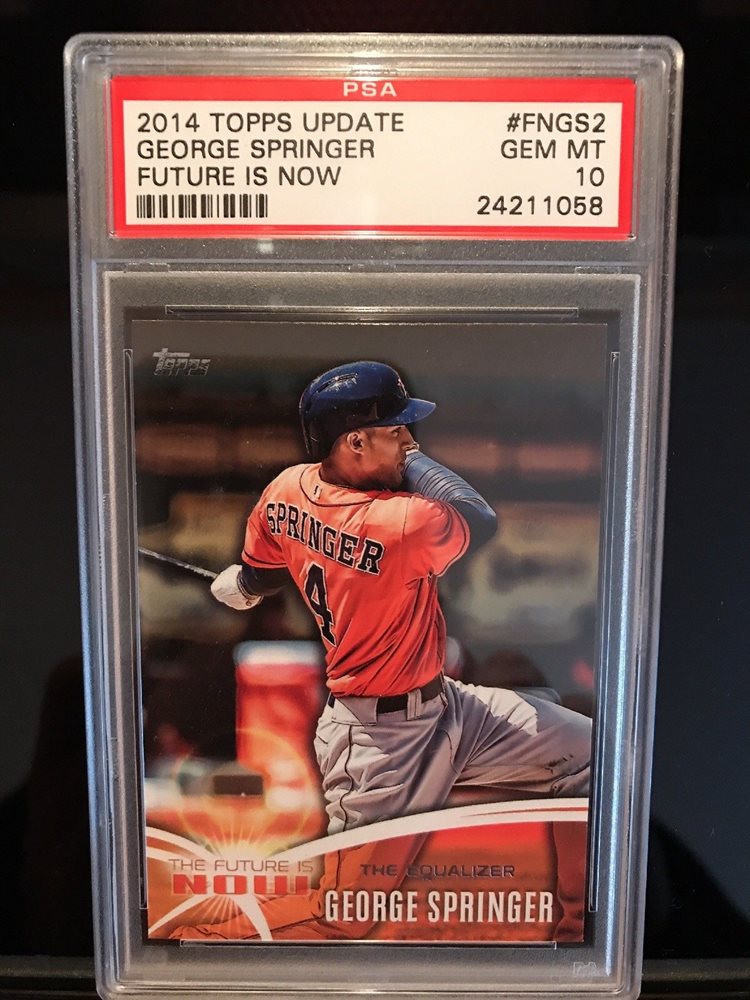 PSA
2014 TOPPS UPDATE #FNGS2
GEORGE SPRINGER GEM MT
FUTURE IS NOW 10
24211058
Topps
SPRINGER
4
THE FUTURE IS
NOW
THE EQUALIZER
GEORGE SPRINGER